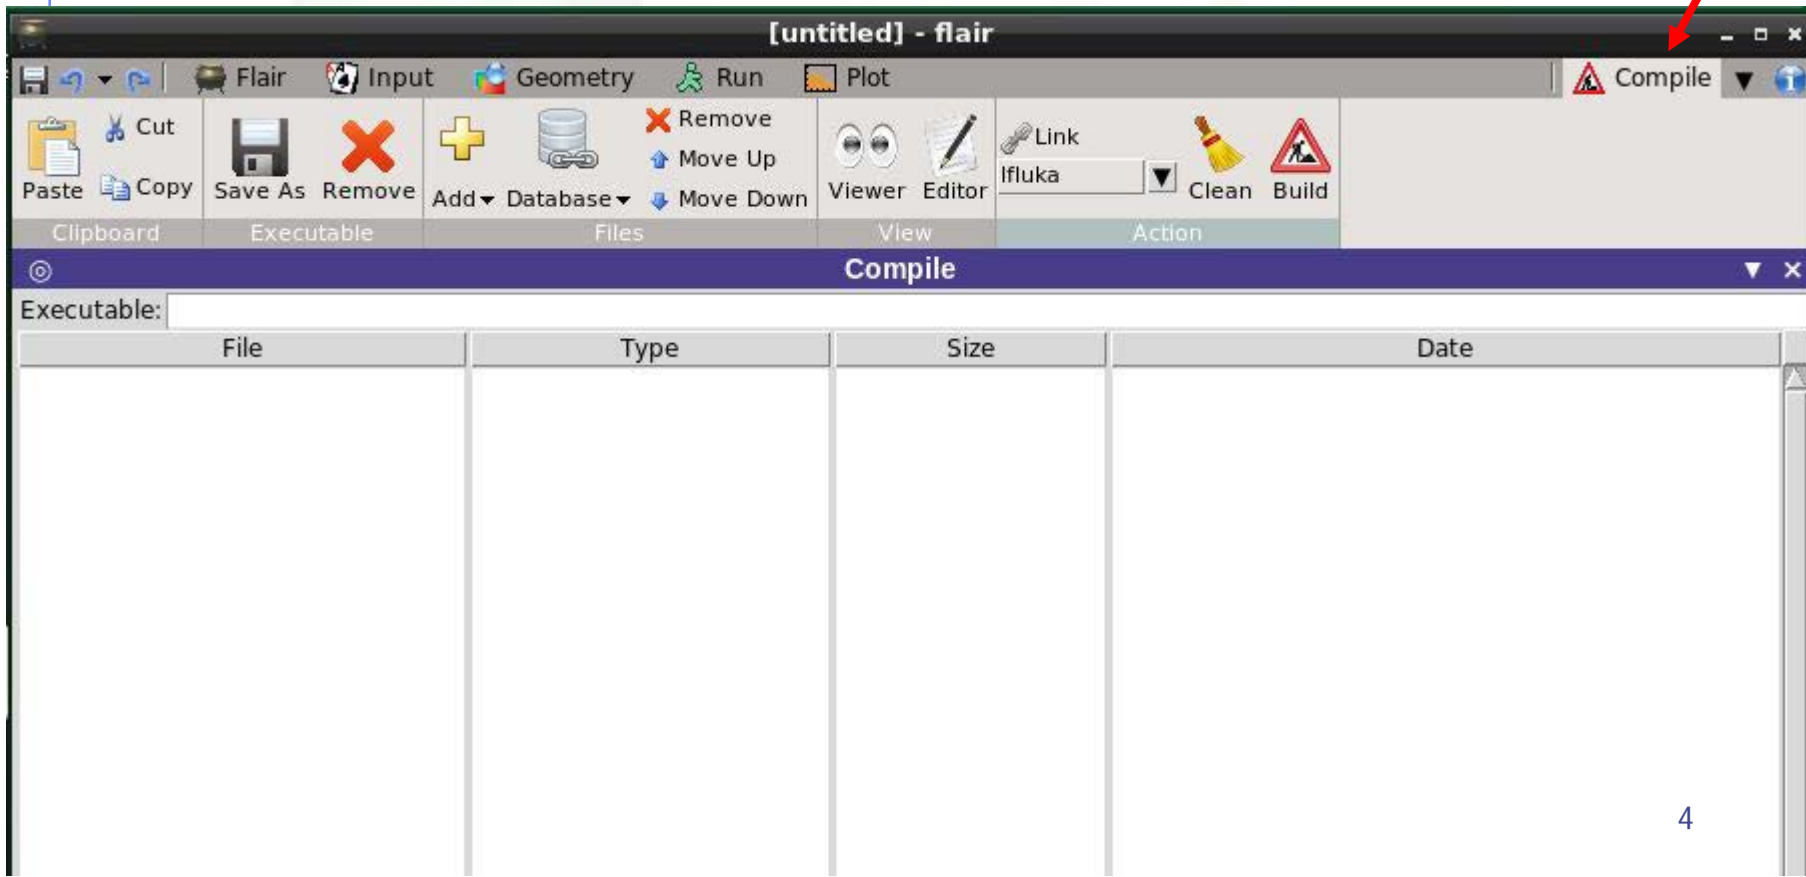 [untitled] - flair
Flair Input Geometry Run Plot Compile
Cut Remove
Link
Move Up
lfluka
Paste Copy Save As Remove Add Database Move Down Viewer Editor Clean Build
Clipboard Executable Files View Action
Compile
Executable:
File Type Size Date
4